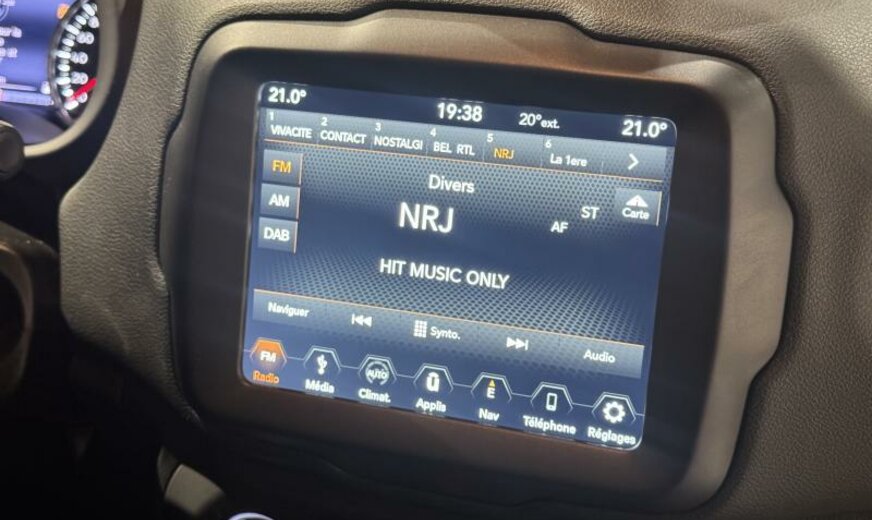 21.0° 19:38 20°ext. 21.0°
1 VIVACITE 2 CONTACT 3 NOSTALGI 4 BEL RTL 5 NRJ 6 La 1ere
FM Divers
AM NRJ AF ST Carte
DAB
HIT MUSIC ONLY
Naviguer Synto. Audio
FM AUTO E
Radio Média Climat. Applis Nav Téléphone Réglages